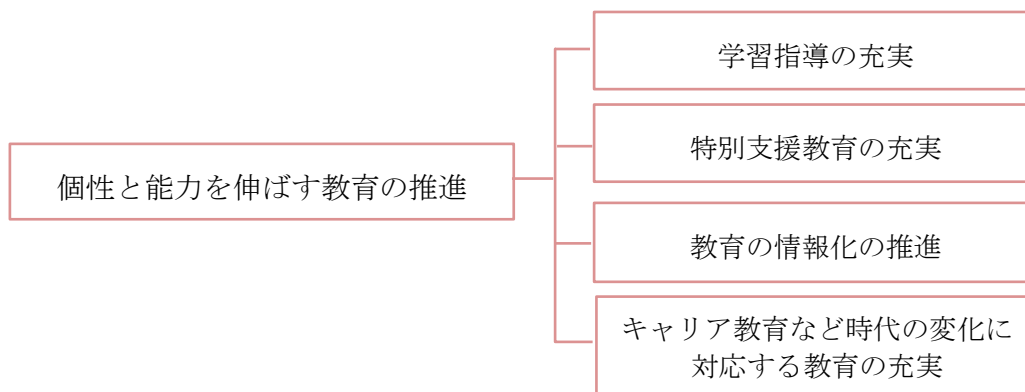 個性と能力を伸ばす教育の推進
学習指導の充実
特別支援教育の充実
教育の情報化の推進
キャリア教育など時代の変化に
対応する教育の充実